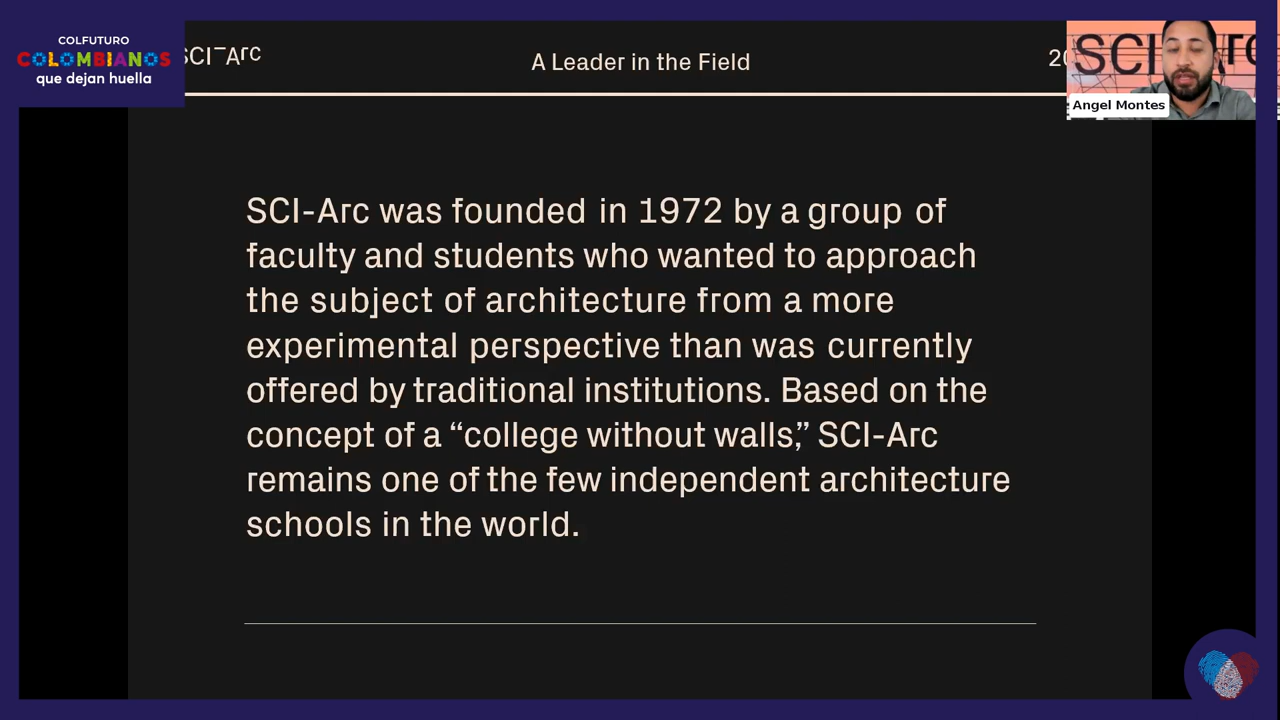 COLFUTURO
COLOMBIANOS
que dejan huella
SCI-Arc
A Leader in the Field
Angel Montes
SCI-Arc was founded in 1972 by a group of
faculty and students who wanted to approach
the subject of architecture from a more
experimental perspective than was currently
offered by traditional institutions. Based on the
concept of a “college without walls,” SCI-Arc
remains one of the few independent architecture
schools in the world.